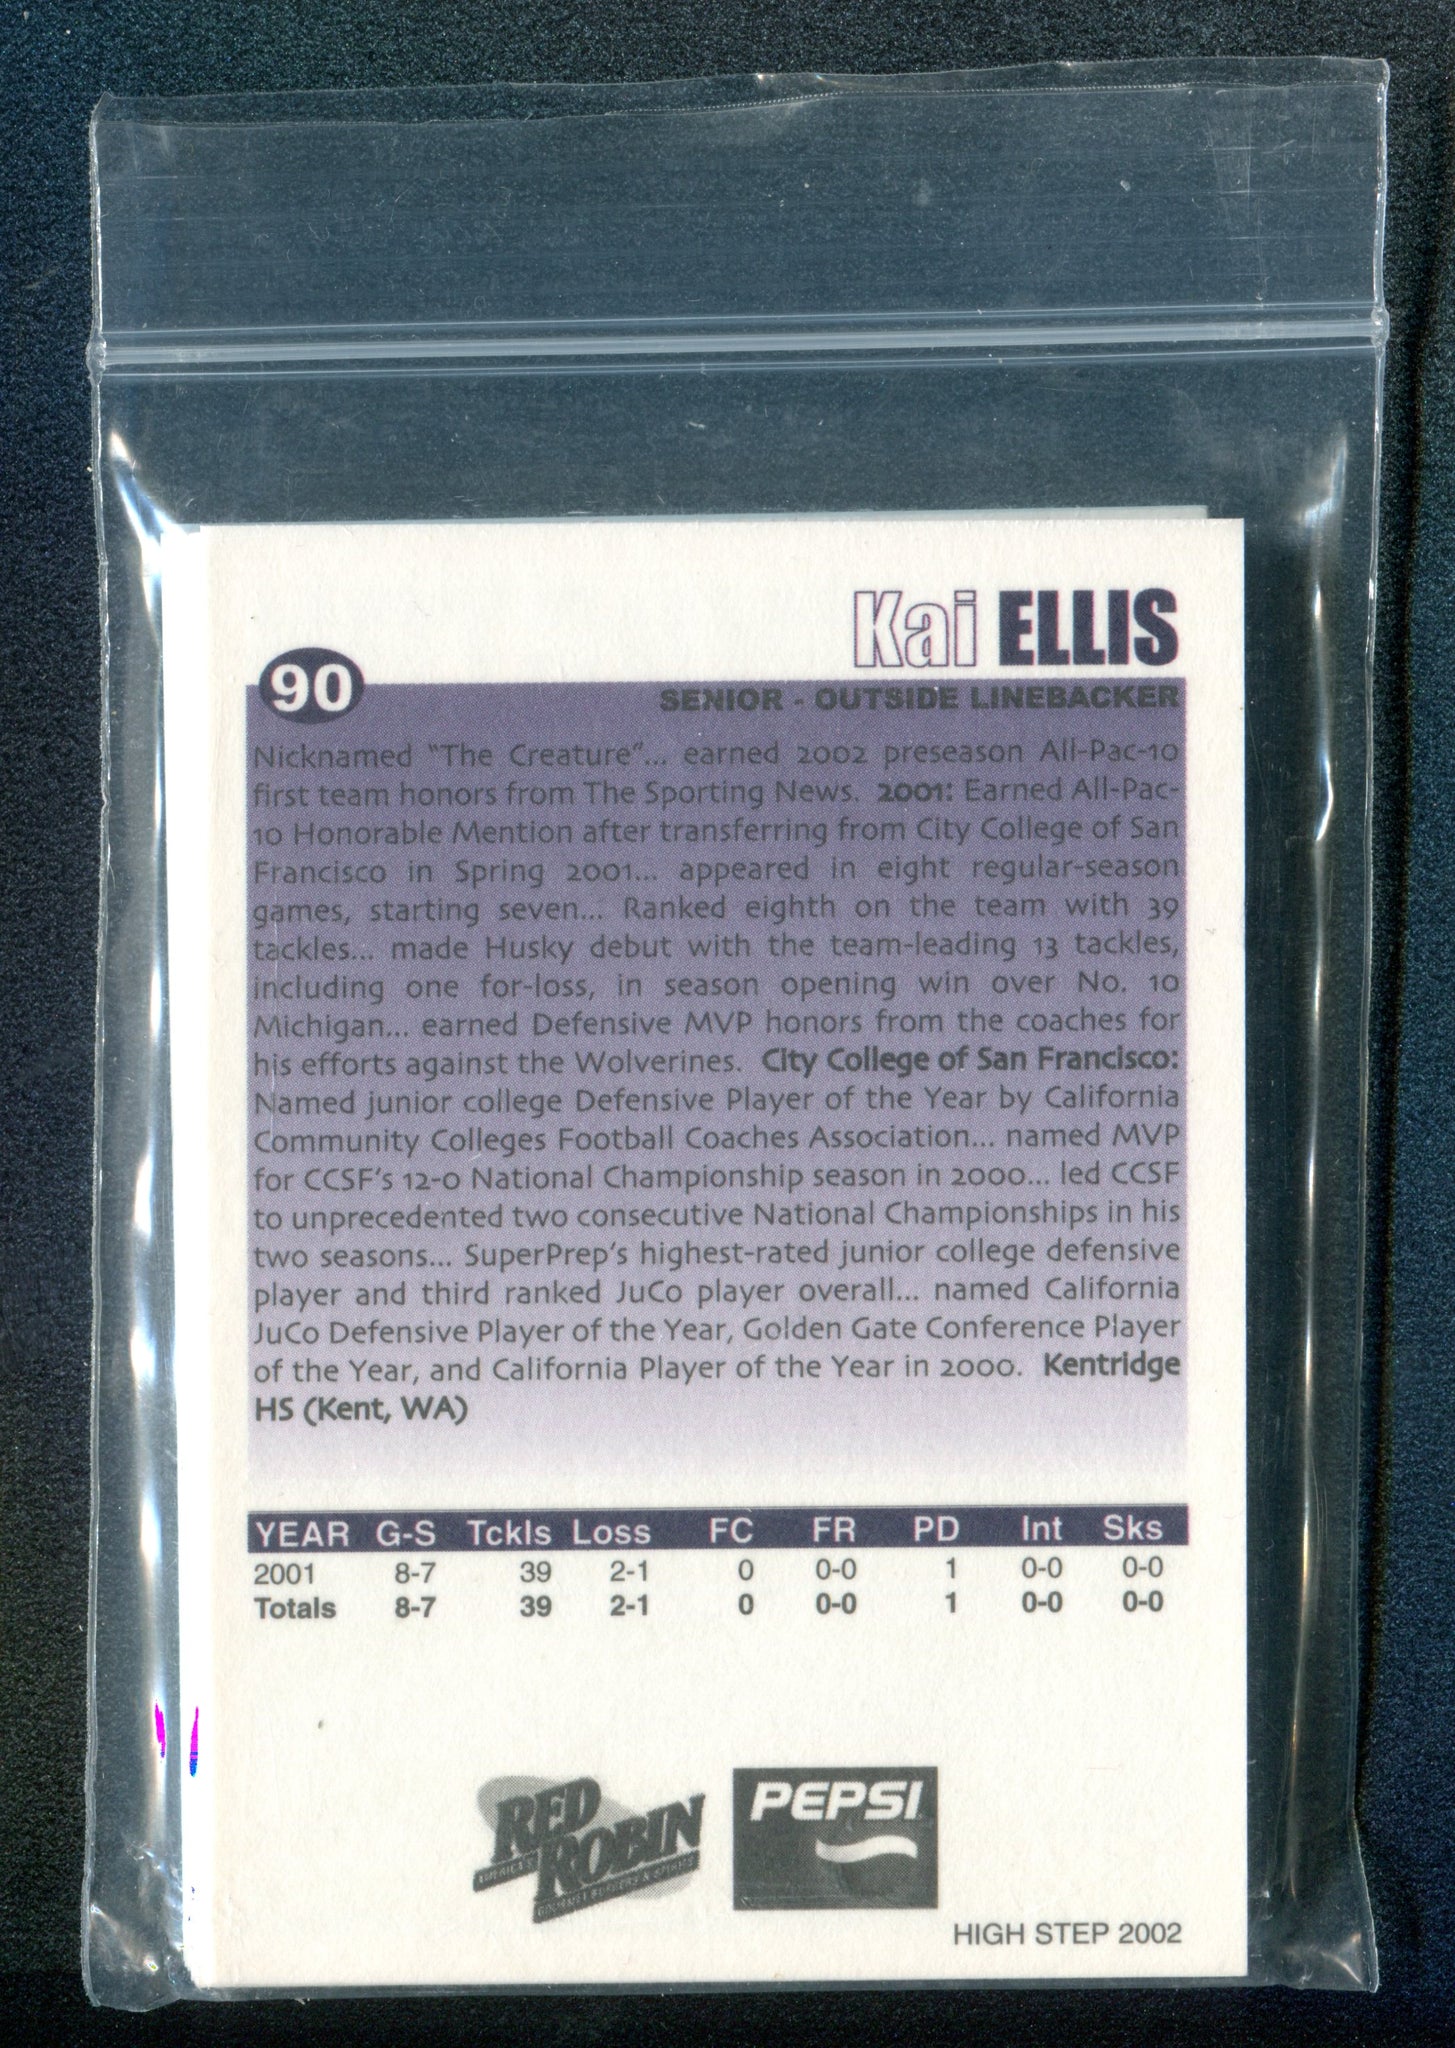 Kai ELLIS
90
SENIOR - OUTSIDE LINEBACKER
Nicknamed "The Creature"... earned 2002 preseason All-Pac-10
first team honors from The Sporting News. 2001: Earned All-Pac-
10 Honorable Mention after transferring from City College of San
Francisco in Spring 2001... appeared in eight regular-season
games, starting seven... Ranked eighth on the team with 39
tackles... made Husky debut with the team-leading 13 tackles,
including one for-loss, in season opening win over No. 10
Michigan... earned Defensive MVP honors from the coaches for
his efforts against the Wolverines. City College of San Francisco:
Named junior college Defensive Player of the Year by California
Community Colleges Football Coaches Association... named MVP
for CCSF's 12-0 National Championship season in 2000... led CCSF
to unprecedented two consecutive National Championships in his
two seasons... SuperPrep's highest-rated junior college defensive
player and third ranked JuCo player overall... named California
JuCo Defensive Player of the Year, Golden Gate Conference Player
of the Year, and California Player of the Year in 2000. Kentridge
HS (Kent, WA)
YEAR G-S Tckls Loss FC FR PD Int Sks
2001 8-7 39 2-1 0 0-0 1 0-0 0-0
Totals 8-7 39 2-1 0 0-0 1 0-0 0-0
RED
ROBIN
AMERICA'S
GOURMET BURGERS & SPIRITS
PEPSI
HIGH STEP 2002